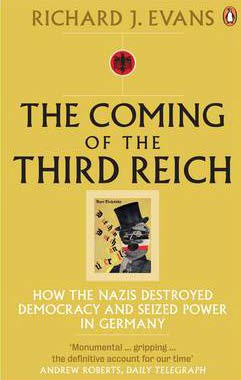 RICHARD J. EVANS
THE COMING
OF THE
THIRD REICH
HOW THE NAZIS DESTROYED
DEMOCRACY AND SEIZED POWER
IN GERMANY
'Monumental ... gripping ...
the definitive account for our time'
ANDREW ROBERTS, DAILY TELEGRAPH